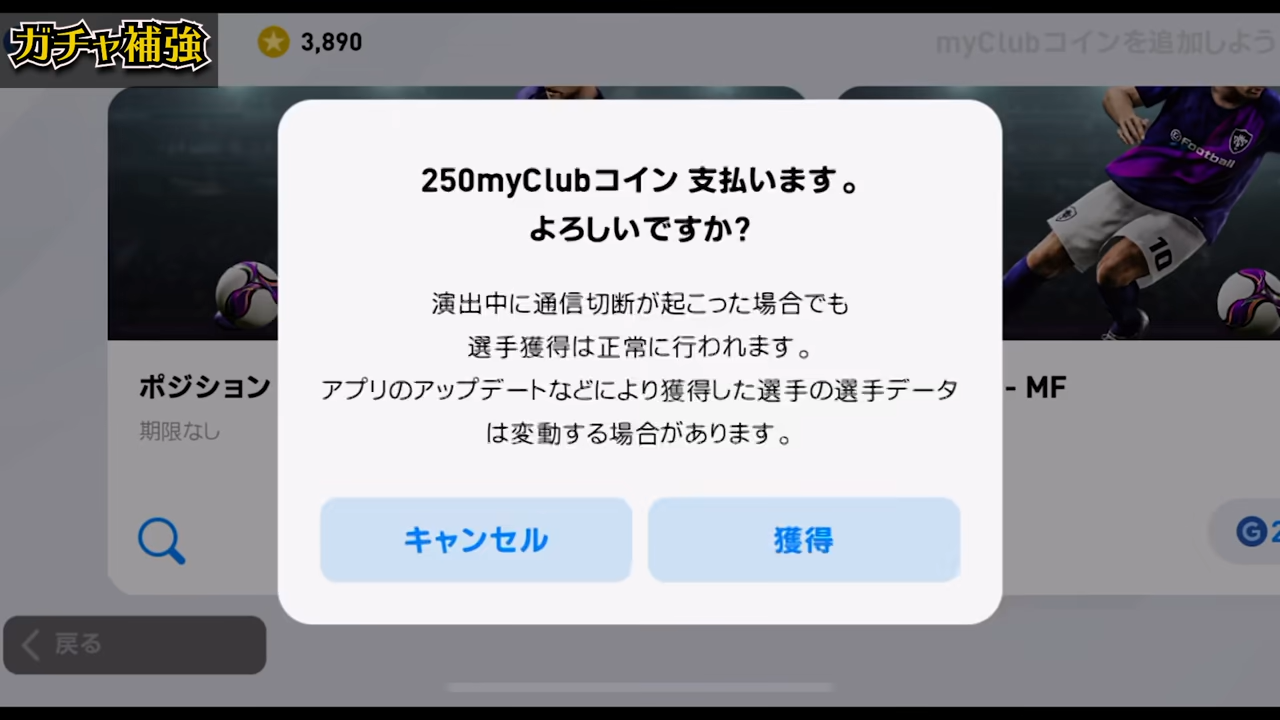 ガチャ補強
3,890
myClubコインを追加しよう
eFootball
10
250myClubコイン 支払います。
よろしいですか?
演出中に通信切断が起こった場合でも
選手獲得は正常に行われます。
アプリのアップデートなどにより獲得した選手の選手データ
は変動する場合があります。
ポジション
- MF
期限なし
キャンセル
獲得
G2
戻る